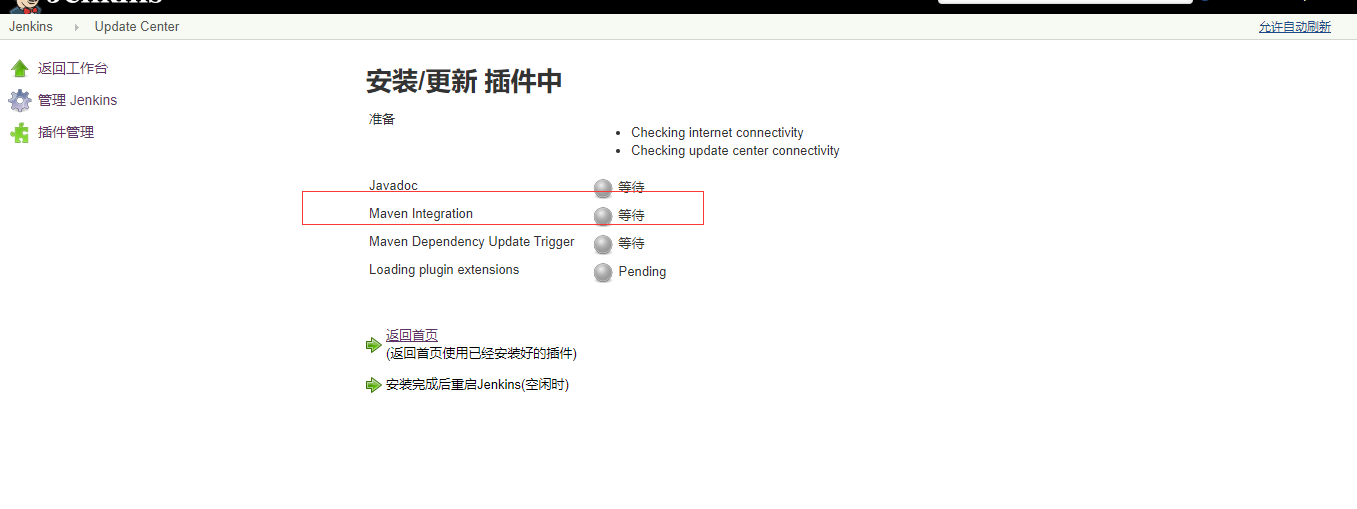 Jenkins
Jenkins Update Center 允许自动刷新
返回工作台
管理 Jenkins
插件管理
安装/更新 插件中
准备
Checking internet connectivity
Checking update center connectivity
Javadoc 等待
Maven Integration 等待
Maven Dependency Update Trigger 等待
Loading plugin extensions Pending
返回首页
(返回首页使用已经安装好的插件)
安装完成后重启Jenkins(空闲时)